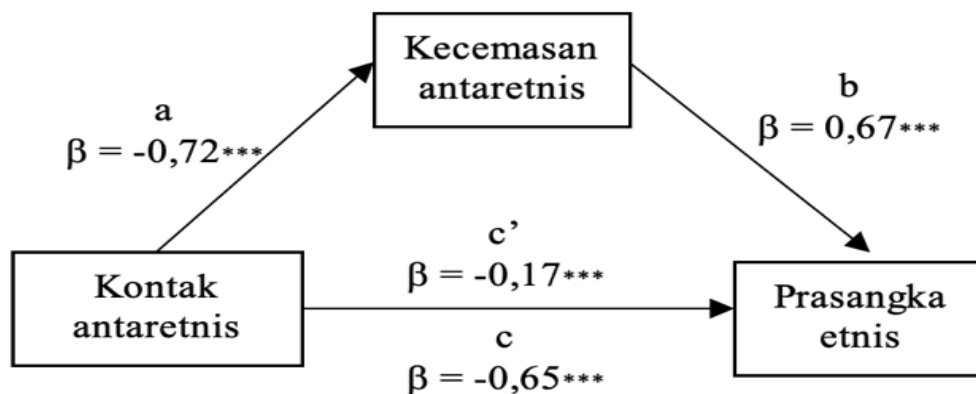 Kecemasan
antaretnis
a
β = -0,72***
b
β = 0,67***
Kontak
antaretnis
c’
β = -0,17***
c
β = -0,65***
Prasangka
etnis